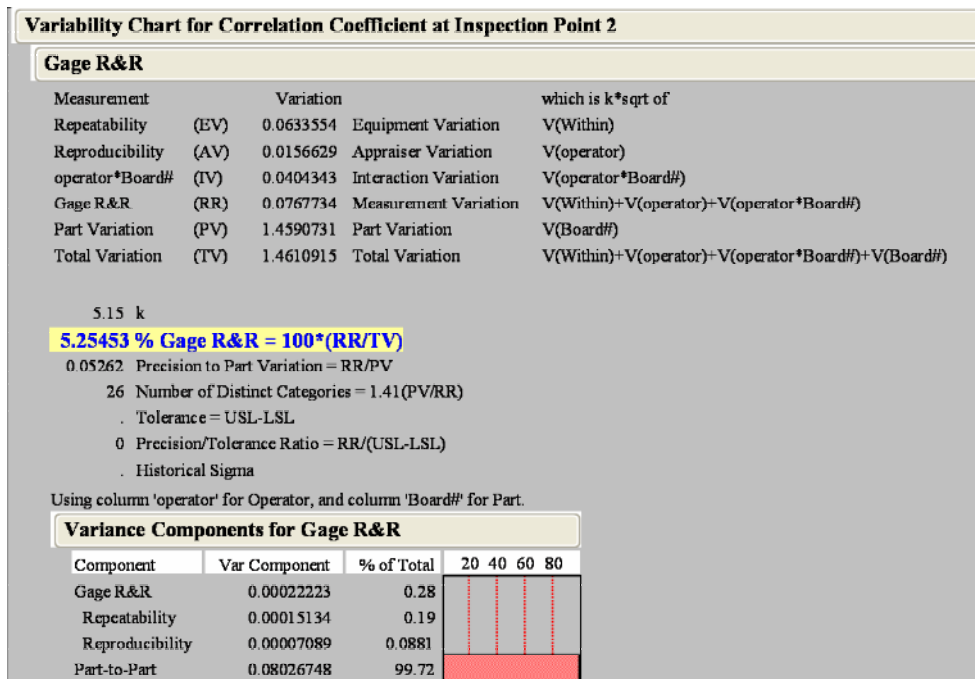 Variability Chart for Correlation Coefficient at Inspection Point 2
Gage R&R
Measurement Variation which is k*sqrt of
Repeatability (EV) 0.0633554 Equipment Variation V(Within)
Reproducibility (AV) 0.0156629 Appraiser Variation V(operator)
operator*Board# (IV) 0.0404343 Interaction Variation V(operator*Board#)
Gage R&R (RR) 0.0767734 Measurement Variation V(Within)+V(operator)+V(operator*Board#)
Part Variation (PV) 1.4590731 Part Variation V(Board#)
Total Variation (TV) 1.4610915 Total Variation V(Within)+V(operator)+V(operator*Board#)+V(Board#)
5.15 k
5.25453 % Gage R&R = 100*(RR/TV)
0.05262 Precision to Part Variation = RR/PV
26 Number of Distinct Categories = 1.41(PV/RR)
. Tolerance = USL-LSL
0 Precision/Tolerance Ratio = RR/(USL-LSL)
. Historical Sigma
Using column 'operator' for Operator, and column 'Board#' for Part.
Variance Components for Gage R&R
Component Var Component % of Total 20 40 60 80
Gage R&R 0.00022223 0.28
Repeatability 0.00015134 0.19
Reproducibility 0.00007089 0.0881
Part-to-Part 0.08026748 99.72